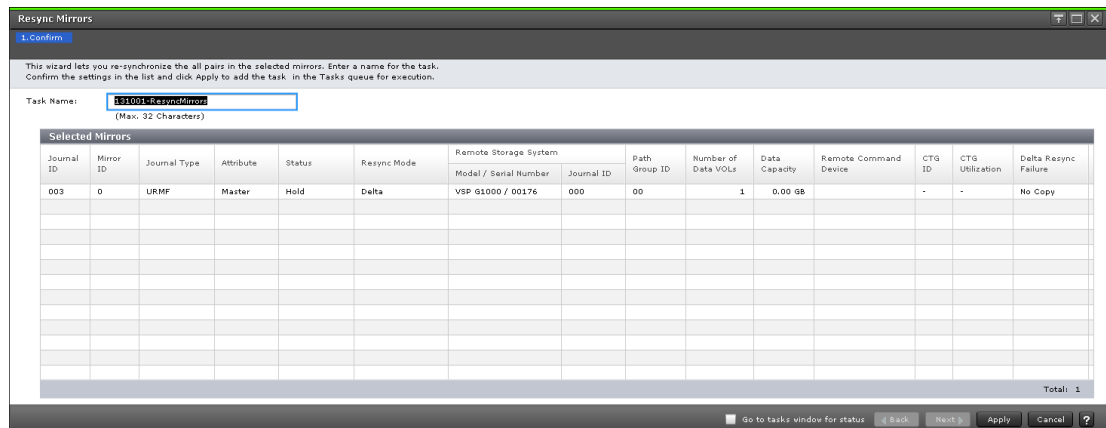 Resync Mirrors
1.Confirm
This wizard lets you re-synchronize the all pairs in the selected mirrors. Enter a name for the task.
Confirm the settings in the list and click Apply to add the task in the Tasks queue for execution.
Task Name: 131001-ResyncMirrors
(Max. 32 Characters)
Selected Mirrors
Journal ID Mirror ID Journal Type Attribute Status Resync Mode Remote Storage System Model / Serial Number Journal ID Path Group ID Number of Data VOLs Data Capacity Remote Command Device CTG ID CTG Utilization Delta Resync Failure
003 0 URMF Master Hold Delta VSP G1000 / 00176 000 00 1 0.00 GB - - No Copy
Total: 1
Go to tasks window for status Back Next Apply Cancel ?